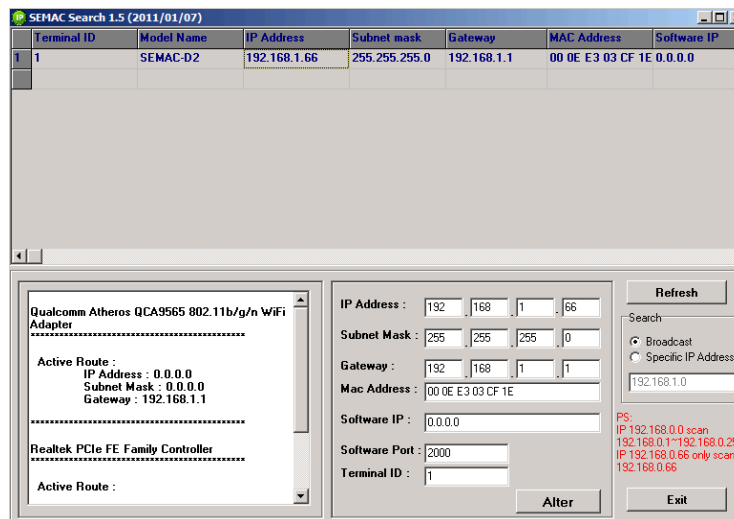 SEMAC Search 1.5 (2011/01/07)
Terminal ID Model Name IP Address Subnet mask Gateway MAC Address Software IP
1 1 SEMAC-D2 192.168.1.66 255.255.255.0 192.168.1.1 00 0E E3 03 CF 1E 0.0.0.0
Qualcomm Atheros QCA9565 802.11b/g/n WiFi
Adapter
Active Route :
IP Address : 0.0.0.0
Subnet Mask : 0.0.0.0
Gateway : 192.168.1.1
Realtek PCIe FE Family Controller
Active Route :
IP Address : 192 . 168 . 1 . 66
Subnet Mask : 255 . 255 . 255 . 0
Gateway : 192 . 168 . 1 . 1
Mac Address : 00 0E E3 03 CF 1E
Software IP : 0.0.0.0
Software Port : 2000
Terminal ID : 1
Alter
Refresh
Search
Broadcast
Specific IP Address
192.168.1.0
PS:
IP 192.168.0.0 scan
192.168.0.1~192.168.0.25
IP 192.168.0.66 only scan
192.168.0.66
Exit